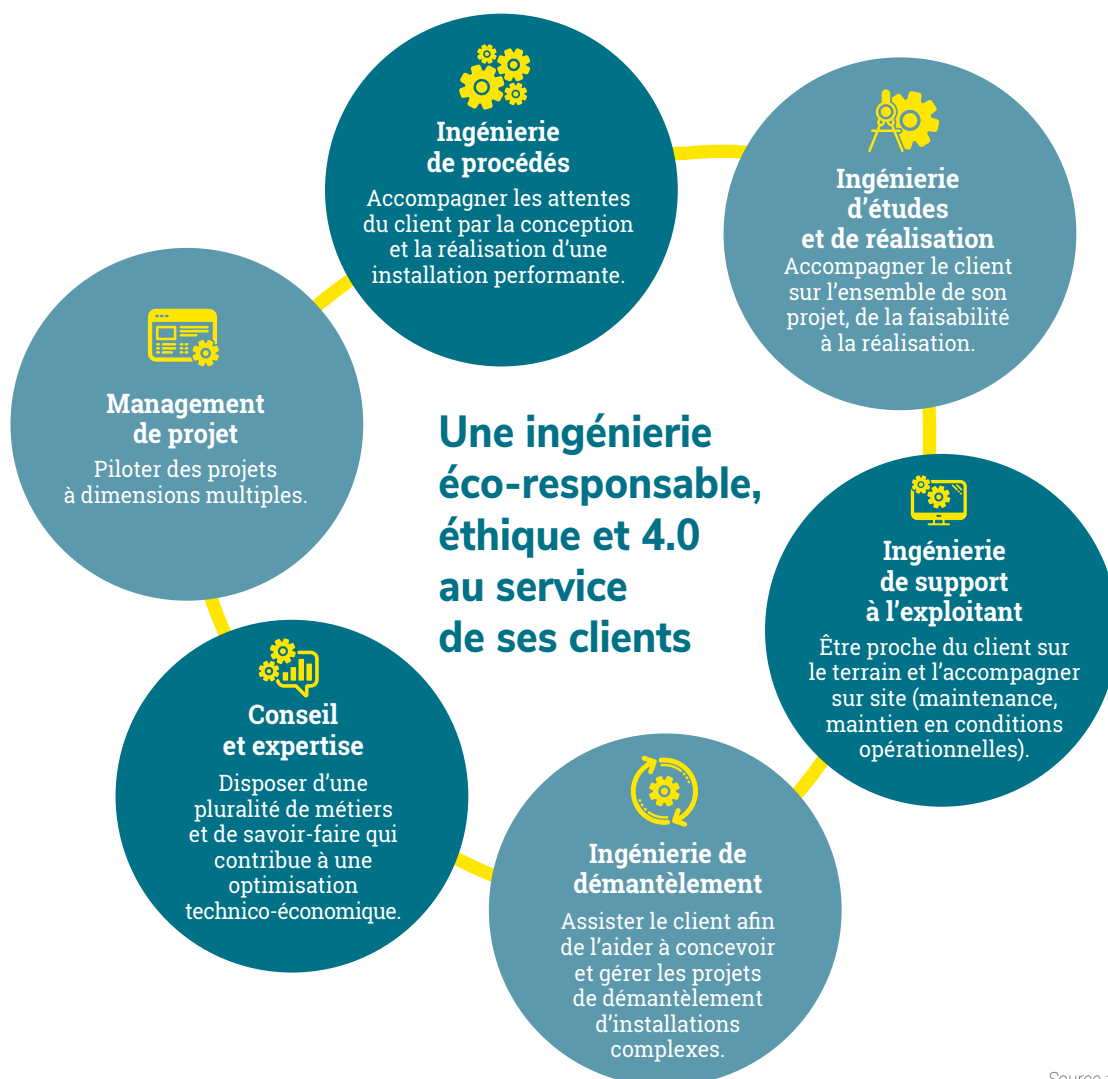 Ingénierie
de procédés
Accompagner les attentes
du client par la conception
et la réalisation d’une
installation performante.
Ingénierie
d’études
et de réalisation
Accompagner le client
sur l’ensemble de son
projet, de la faisabilité
à la réalisation.
Management
de projet
Piloter des projets
à dimensions multiples.
Une ingénierie
éco-responsable,
éthique et 4.0
au service
de ses clients
Ingénierie
de support
à l’exploitant
Être proche du client sur
le terrain et l’accompagner
sur site (maintenance,
maintien en conditions
opérationnelles).
Conseil
et expertise
Disposer d’une
pluralité de métiers
et de savoir-faire qui
contribue à une
optimisation
technico-économique.
Ingénierie de
démantèlement
Assister le client afin
de l’aider à concevoir
et gérer les projets
de démantèlement
d’installations
complexes.
Source :